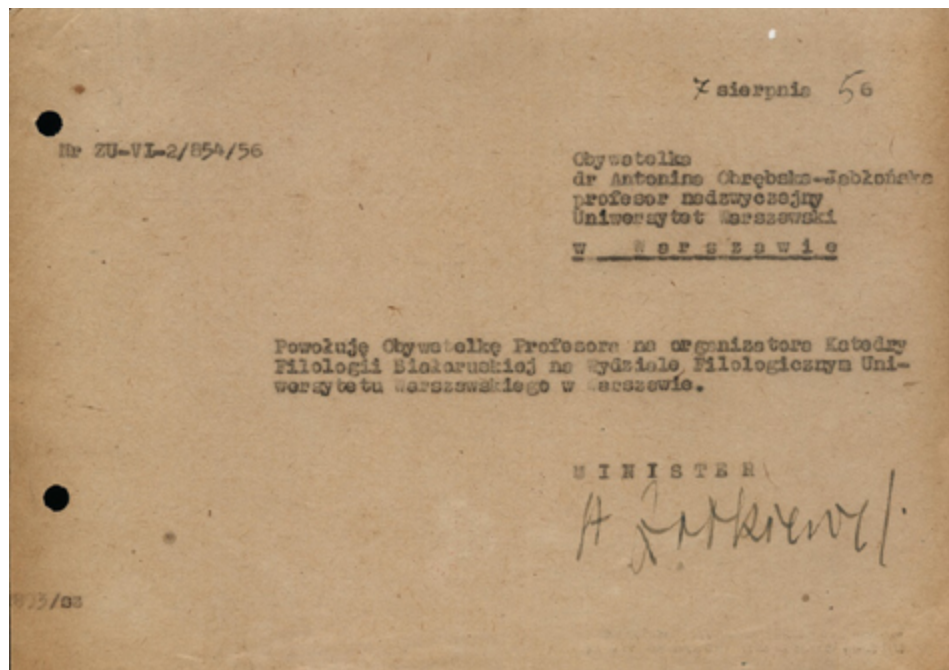 7 sierpnia 56
Nr ZU-VI-2/854/56
Obywatelka
dr Antonina Obrębska-Jabłońska
profesor nadzwyczajny
Uniwersytet Warszawski
w Warszawie
Powołuję Obywatelkę Profesora na organizatora Katedry
Filologii Białoruskiej na Wydziale Filologicznym Uni-
wersytetu Warszawskiego w Warszawie.
MINISTER
/sz